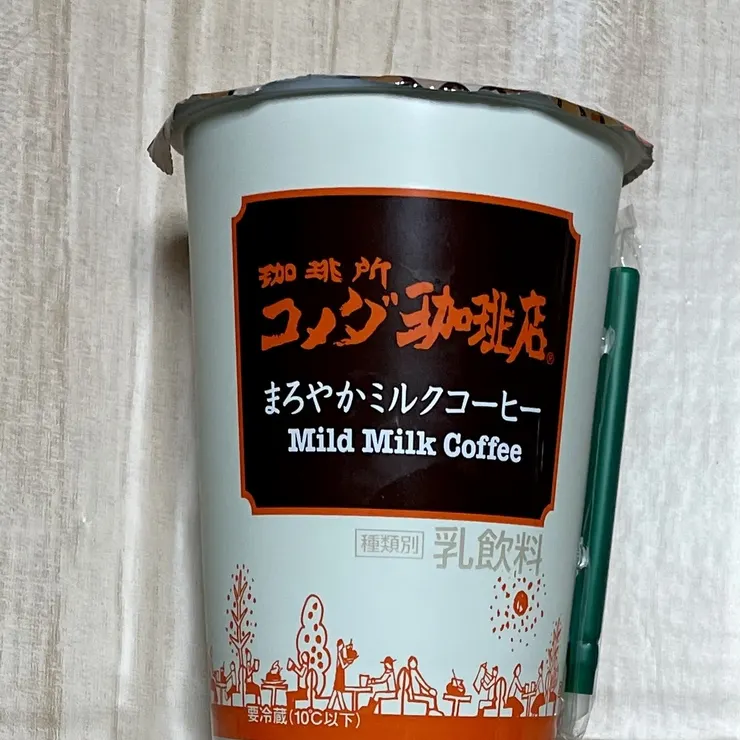 珈琲所
コメダ珈琲店®
まろやかミルクコーヒー
Mild Milk Coffee
種類別 乳飲料
要冷蔵(10℃以下)